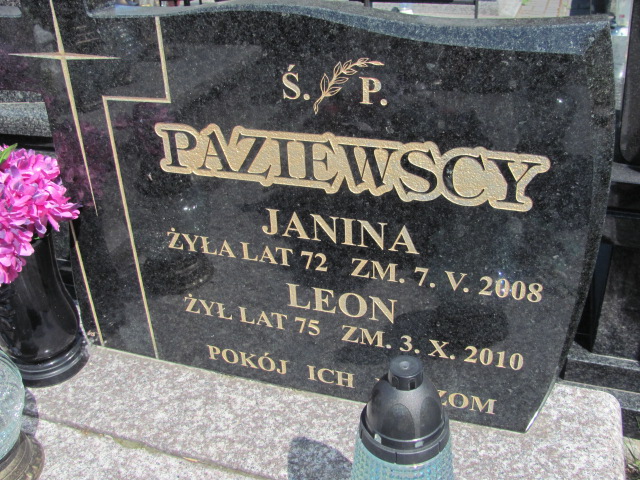 Ś. P.
PAZIEWSCY
JANINA
ŻYŁA LAT 72 ZM. 7. V. 2008
LEON
ŻYŁ LAT 75 ZM. 3. X. 2010
POKÓJ ICH